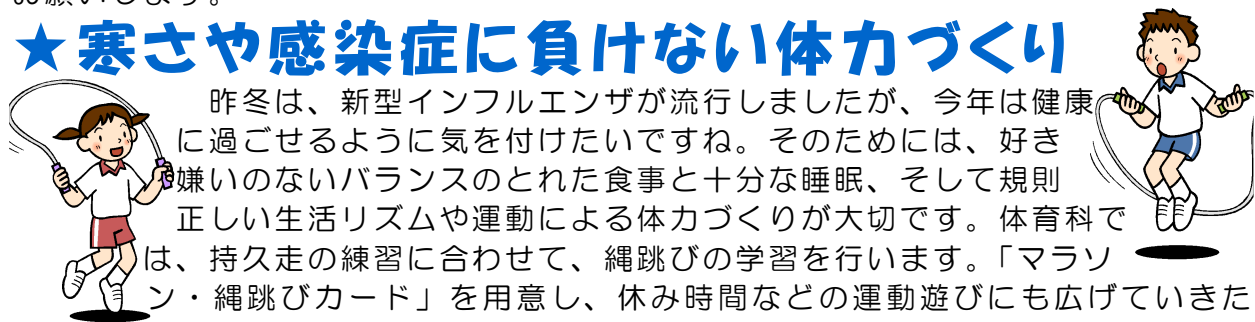 お願いします。
★寒さや感染症に負けない体力づくり
昨冬は、新型インフルエンザが流行しましたが、今年は健康
に過ごせるように気を付けたいですね。そのためには、好き
嫌いのないバランスのとれた食事と十分な睡眠、そして規則
正しい生活リズムや運動による体力づくりが大切です。体育科で
は、持久走の練習に合わせて、縄跳びの学習を行います。「マラソ
ン・縄跳びカード」を用意し、休み時間などの運動遊びにも広げていきた